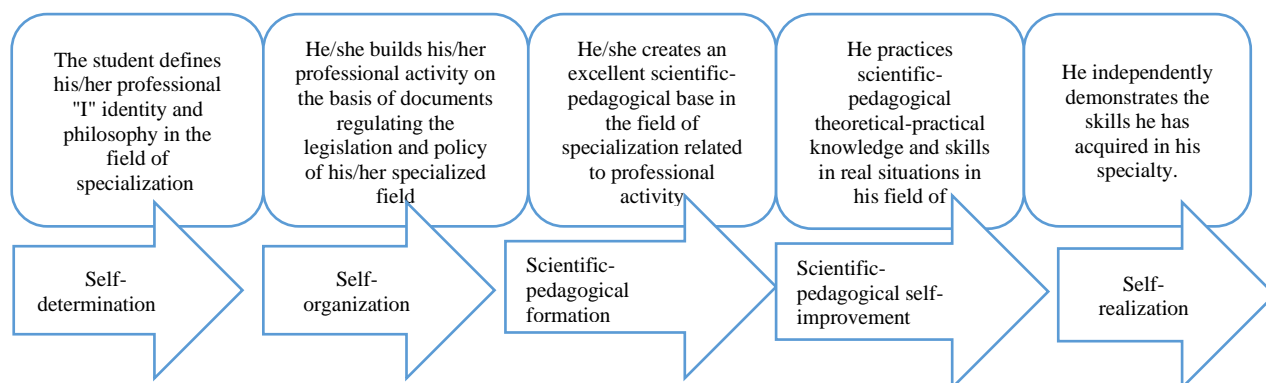 The student defines
his/her professional
"I" identity and
philosophy in the
field of
specialization
He/she builds his/her
professional activity on
the basis of documents
regulating the
legislation and policy
of his/her specialized
field
He/she creates an
excellent scientific-
pedagogical base in
the field of
specialization related
to professional
activity
He practices
scientific-
pedagogical
theoretical-practical
knowledge and skills
in real situations in
his field of
He independently
demonstrates the
skills he has
acquired in his
specialty.
Self-
determination
Self-
organization
Scientific-
pedagogical
formation
Scientific-
pedagogical self-
improvement
Self-
realization